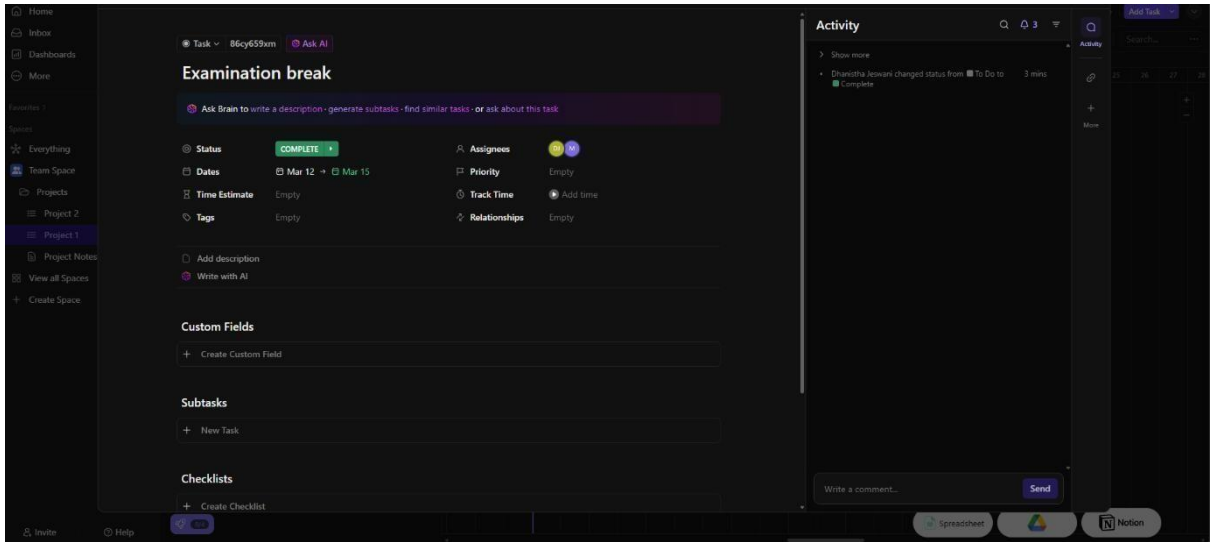 Home
Inbox
Dashboards
More
Favorites
Spaces
Everything
Team Space
Projects
Project 2
Project 1
Project Notes
View all Spaces
Create Space
Invite
Help
Task 86cy659xm Ask AI
Examination break
Ask Brain to write a description · generate subtasks · find similar tasks · or ask about this task
Status COMPLETE Assignees DJ M
Dates Mar 12 → Mar 15 Priority Empty
Time Estimate Empty Track Time Add time
Tags Empty Relationships Empty
Add description
Write with AI
Custom Fields
+ Create Custom Field
Subtasks
+ New Task
Checklists
+ Create Checklist
Activity 3
Show more
Dhanistha Jeswani changed status from To Do to 3 mins
Complete
Write a comment... Send
Activity
More
Add Task
Search...
25 26 27 28
Spreadsheet
Notion